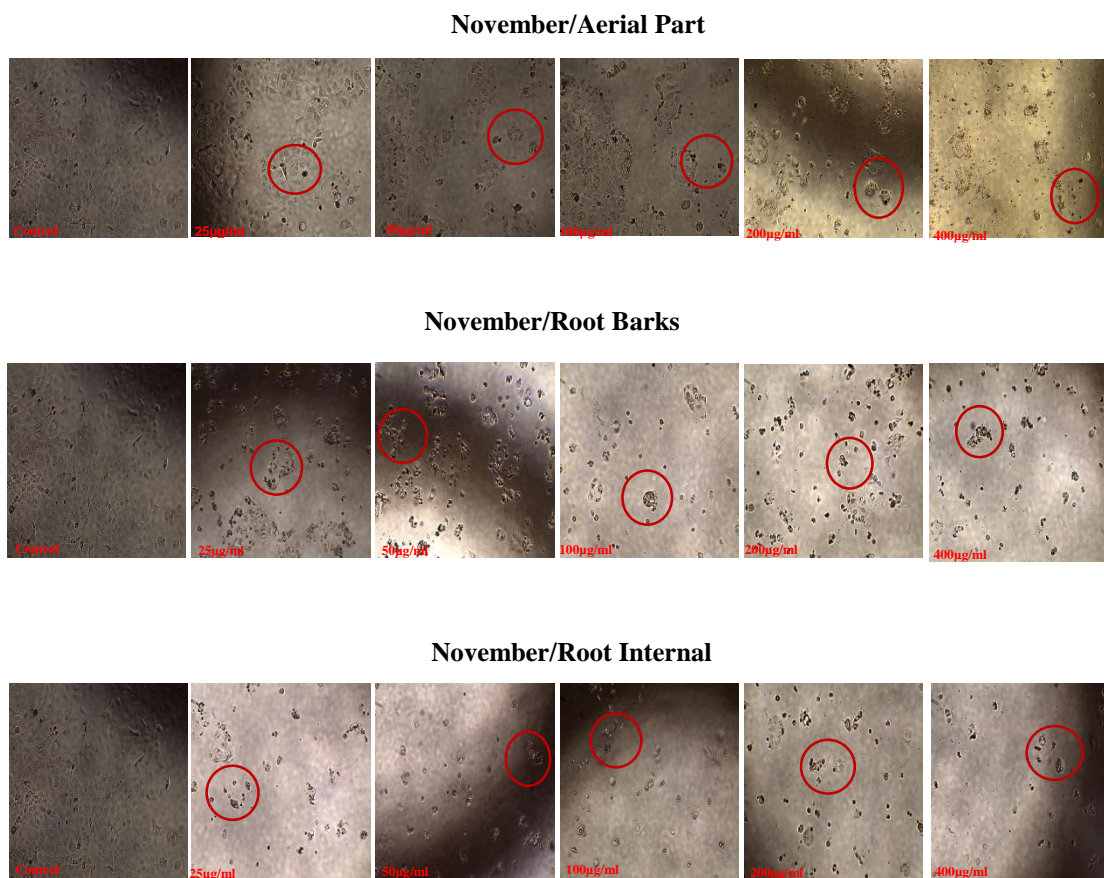 November/Aerial Part
Control 25µg/ml 50µg/ml 100µg/ml 200µg/ml 400µg/ml
November/Root Barks
Control 25µg/ml 50µg/ml 100µg/ml 200µg/ml 400µg/ml
November/Root Internal
Control 25µg/ml 50µg/ml 100µg/ml 200µg/ml 400µg/ml